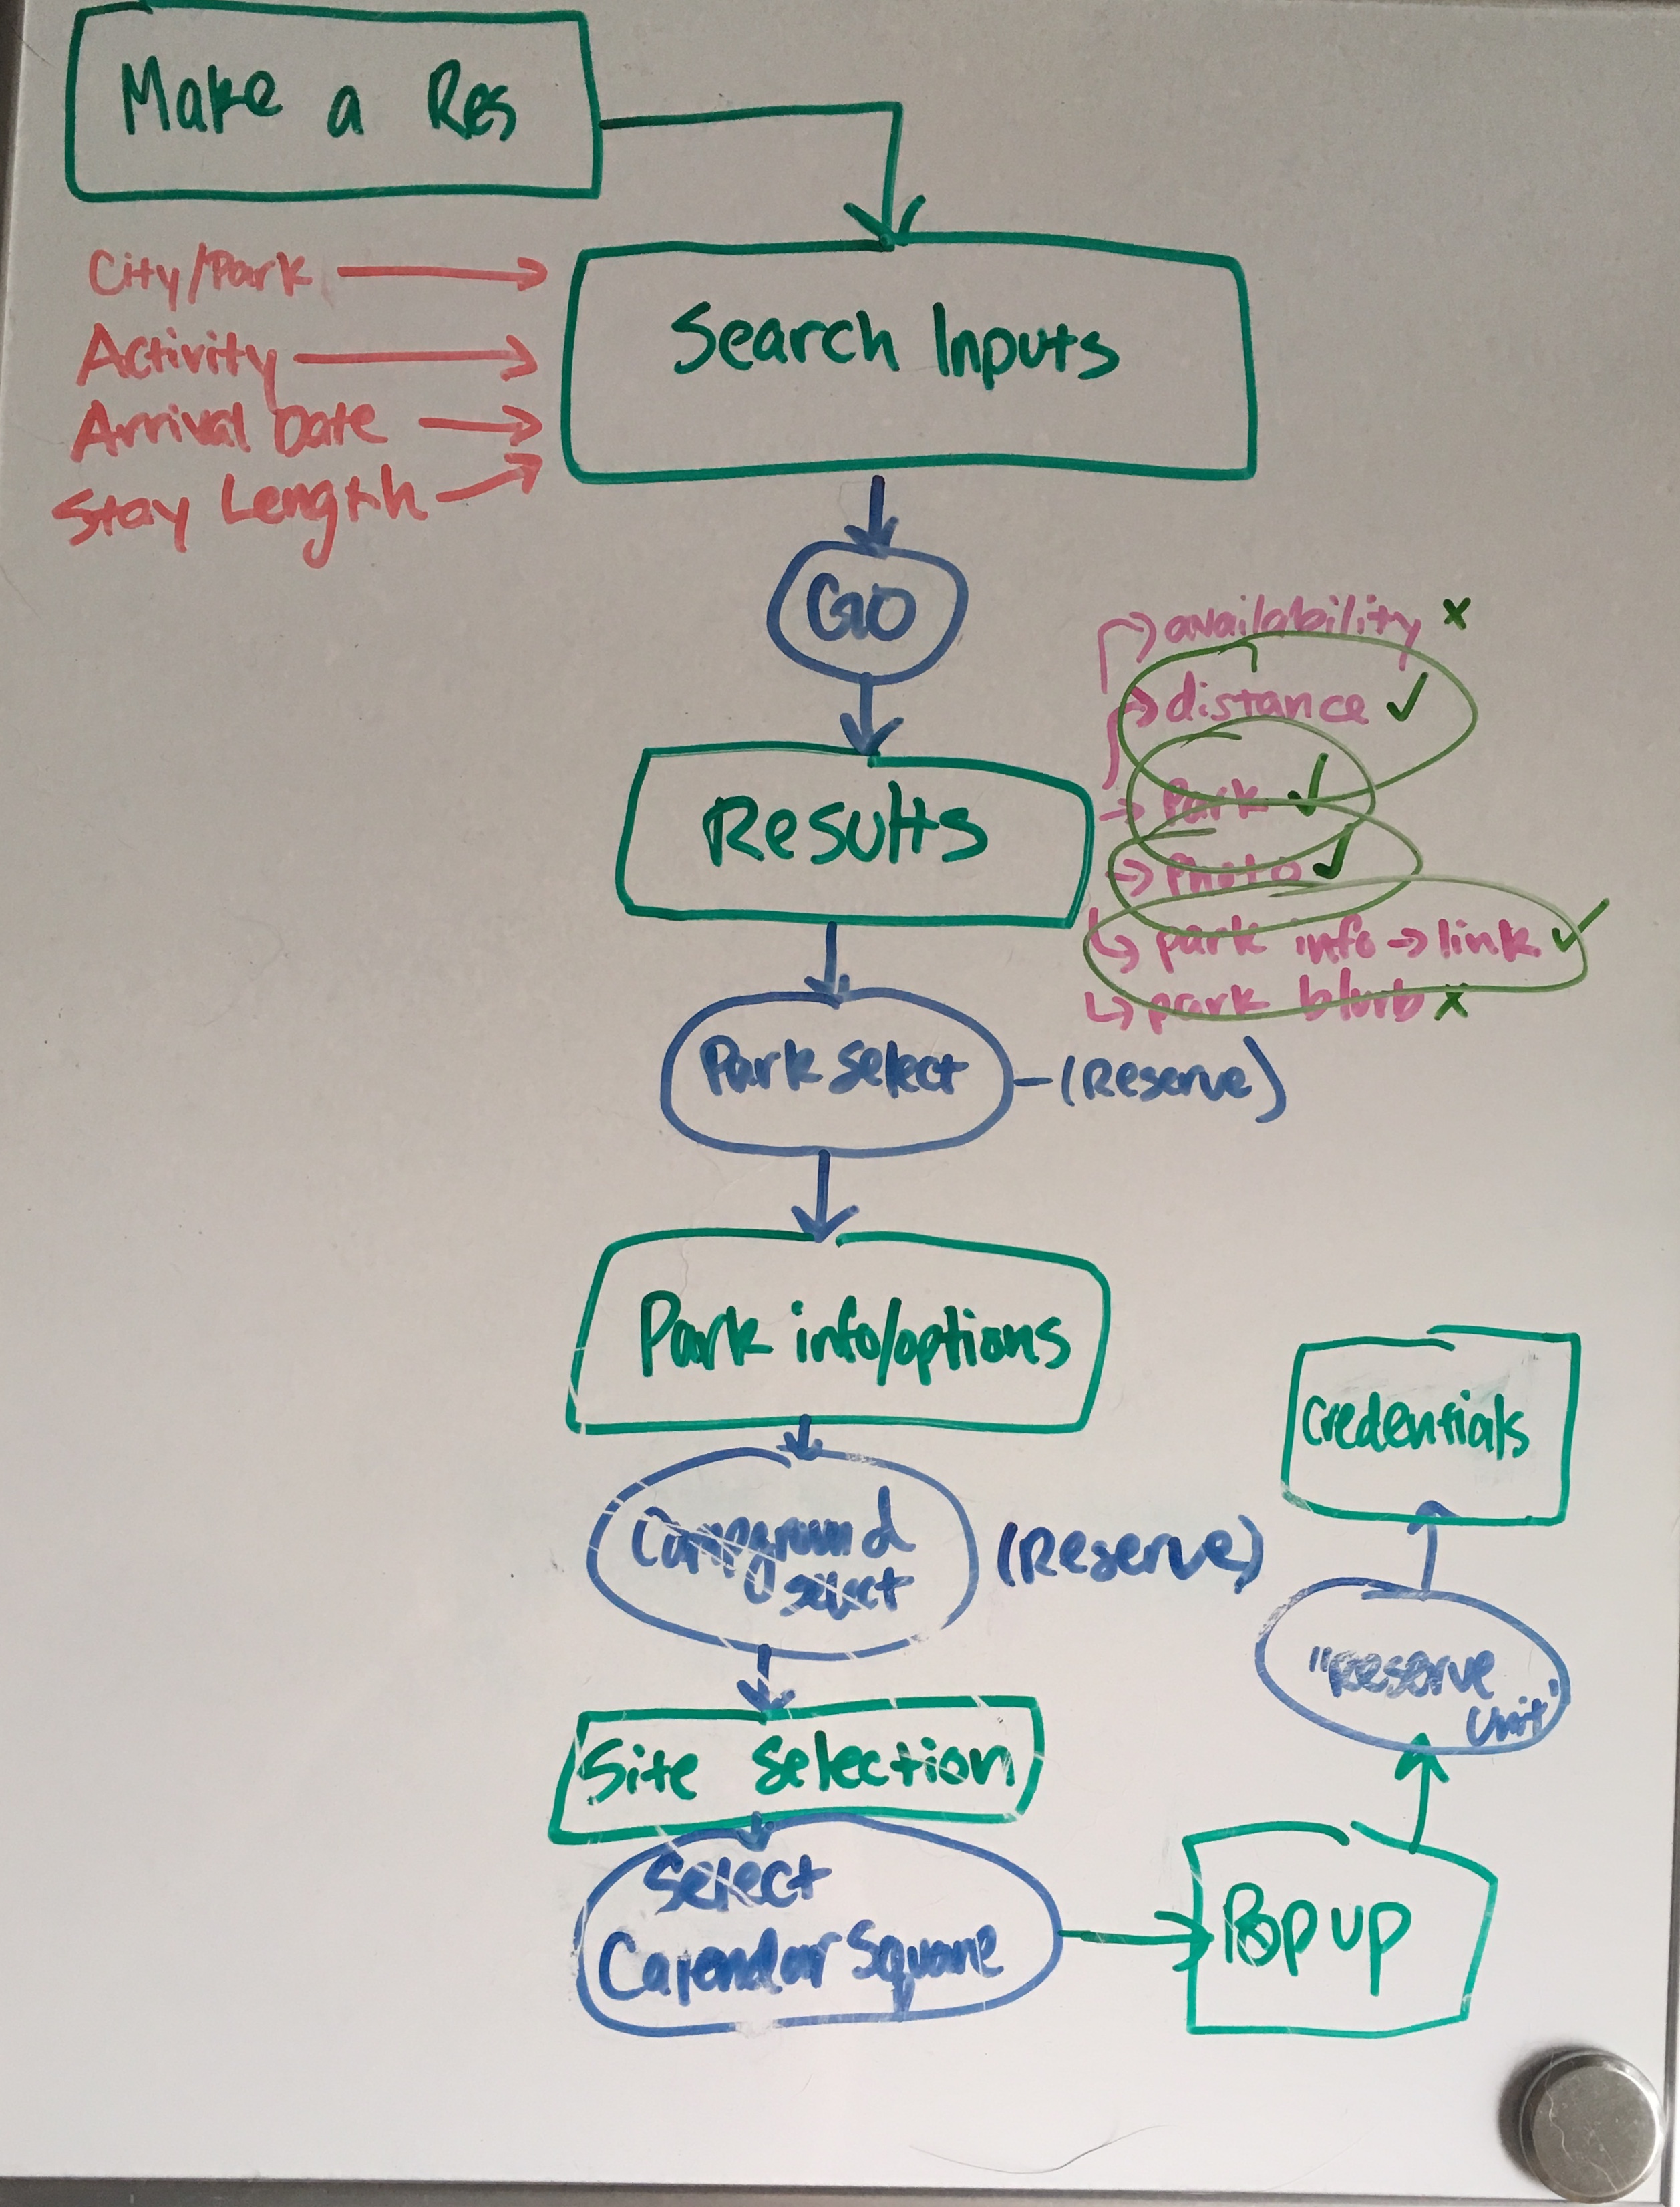 Make a Res
City/Park
Activity
Arrival Date
Stay Length
Search Inputs
GO
availability x
distance ✓
Park ✓
Photo ✓
park info → link ✓
park blurb x
Results
Park select - (Reserve)
Park info/options
Campground
select
(Reserve)
Site Selection
Select
Calendar Square
Pop up
"Reserve
Unit"
Credentials